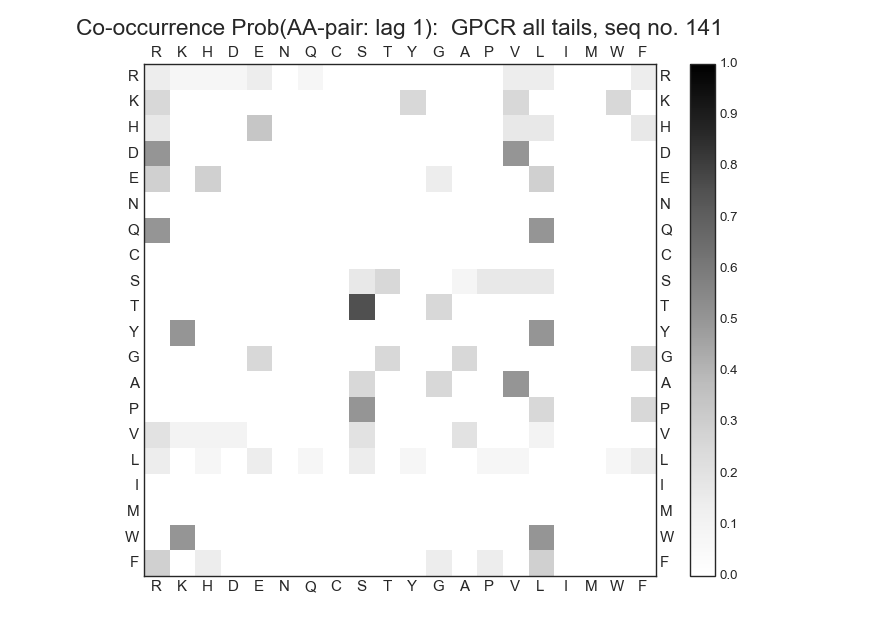 Co-occurrence Prob(AA-pair: lag 1):  GPCR all tails, seq no. 141
R K H D E N Q C S T Y G A P V L I M W F
R R 1.0
K K 0.9
H H
D D 0.8
E E
N N 0.7
Q Q
C C 0.6
S S
T T 0.5
Y Y
G G 0.4
A A
P P 0.3
V V
L L 0.2
I I
M M 0.1
W W
F F 0.0
R K H D E N Q C S T Y G A P V L I M W F